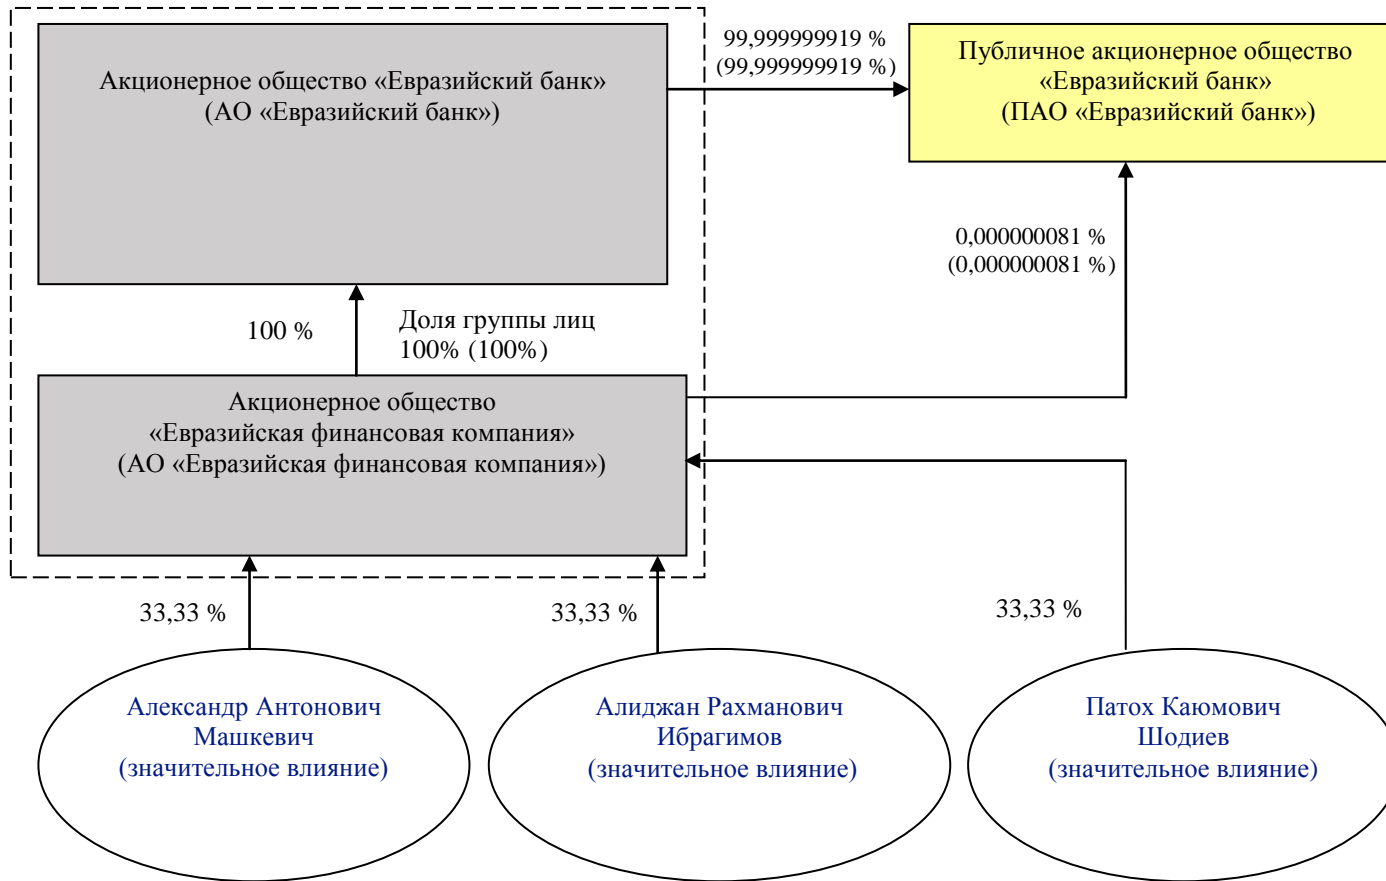 Акционерное общество «Евразийский банк»
(АО «Евразийский банк»)
99,999999919 %
(99,999999919 %)
Публичное акционерное общество
«Евразийский банк»
(ПАО «Евразийский банк»)
0,000000081 %
(0,000000081 %)
100 %
Доля группы лиц
100% (100%)
Акционерное общество
«Евразийская финансовая компания»
(АО «Евразийская финансовая компания»)
33,33 %
33,33 %
33,33 %
Александр Антонович
Машкевич
(значительное влияние)
Алиджан Рахманович
Ибрагимов
(значительное влияние)
Патох Каюмович
Шодиев
(значительное влияние)